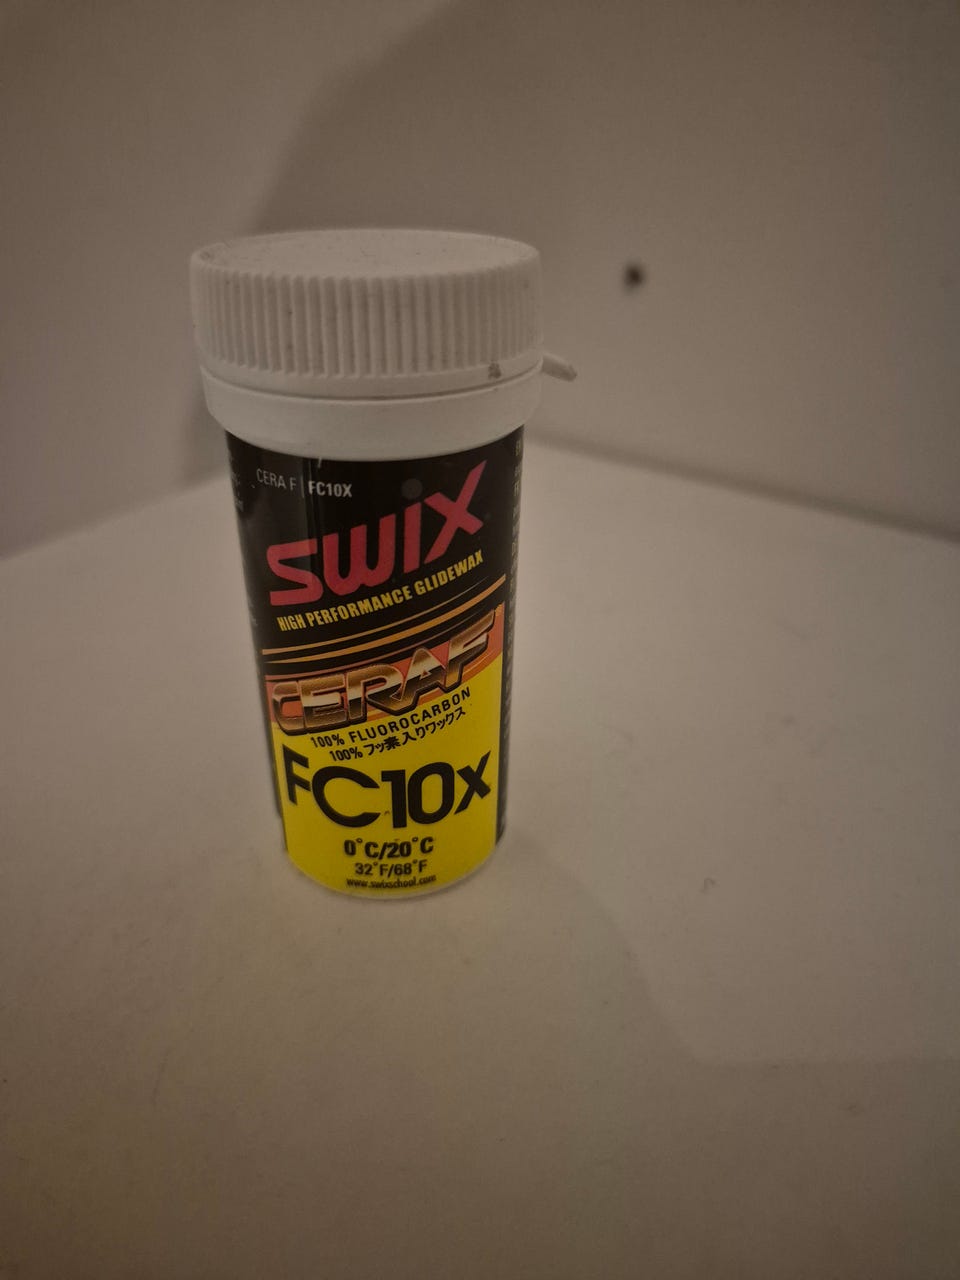 CERA F | FC10X
SWIX
HIGH PERFORMANCE GLIDEWAX
CERAF
100% FLUOROCARBON
100% フッ素入りワックス
FC10x
0°C/20°C
32°F/68°F
www.swixschool.com